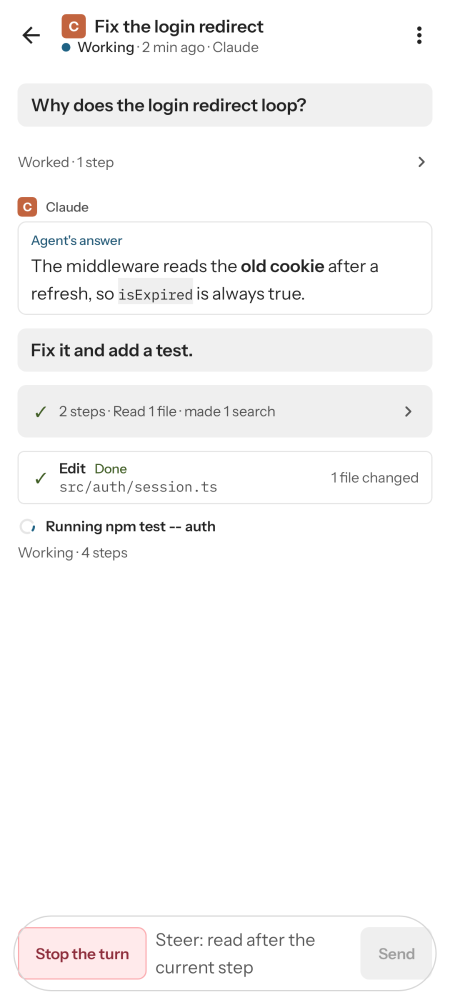 C Fix the login redirect
Working · 2 min ago · Claude
Why does the login redirect loop?
Worked · 1 step
C Claude
Agent's answer
The middleware reads the old cookie after a
refresh, so isExpired is always true.
Fix it and add a test.
✓ 2 steps · Read 1 file · made 1 search
✓ Edit Done
src/auth/session.ts
1 file changed
Running npm test -- auth
Working · 4 steps
Stop the turn
Steer: read after the
current step
Send